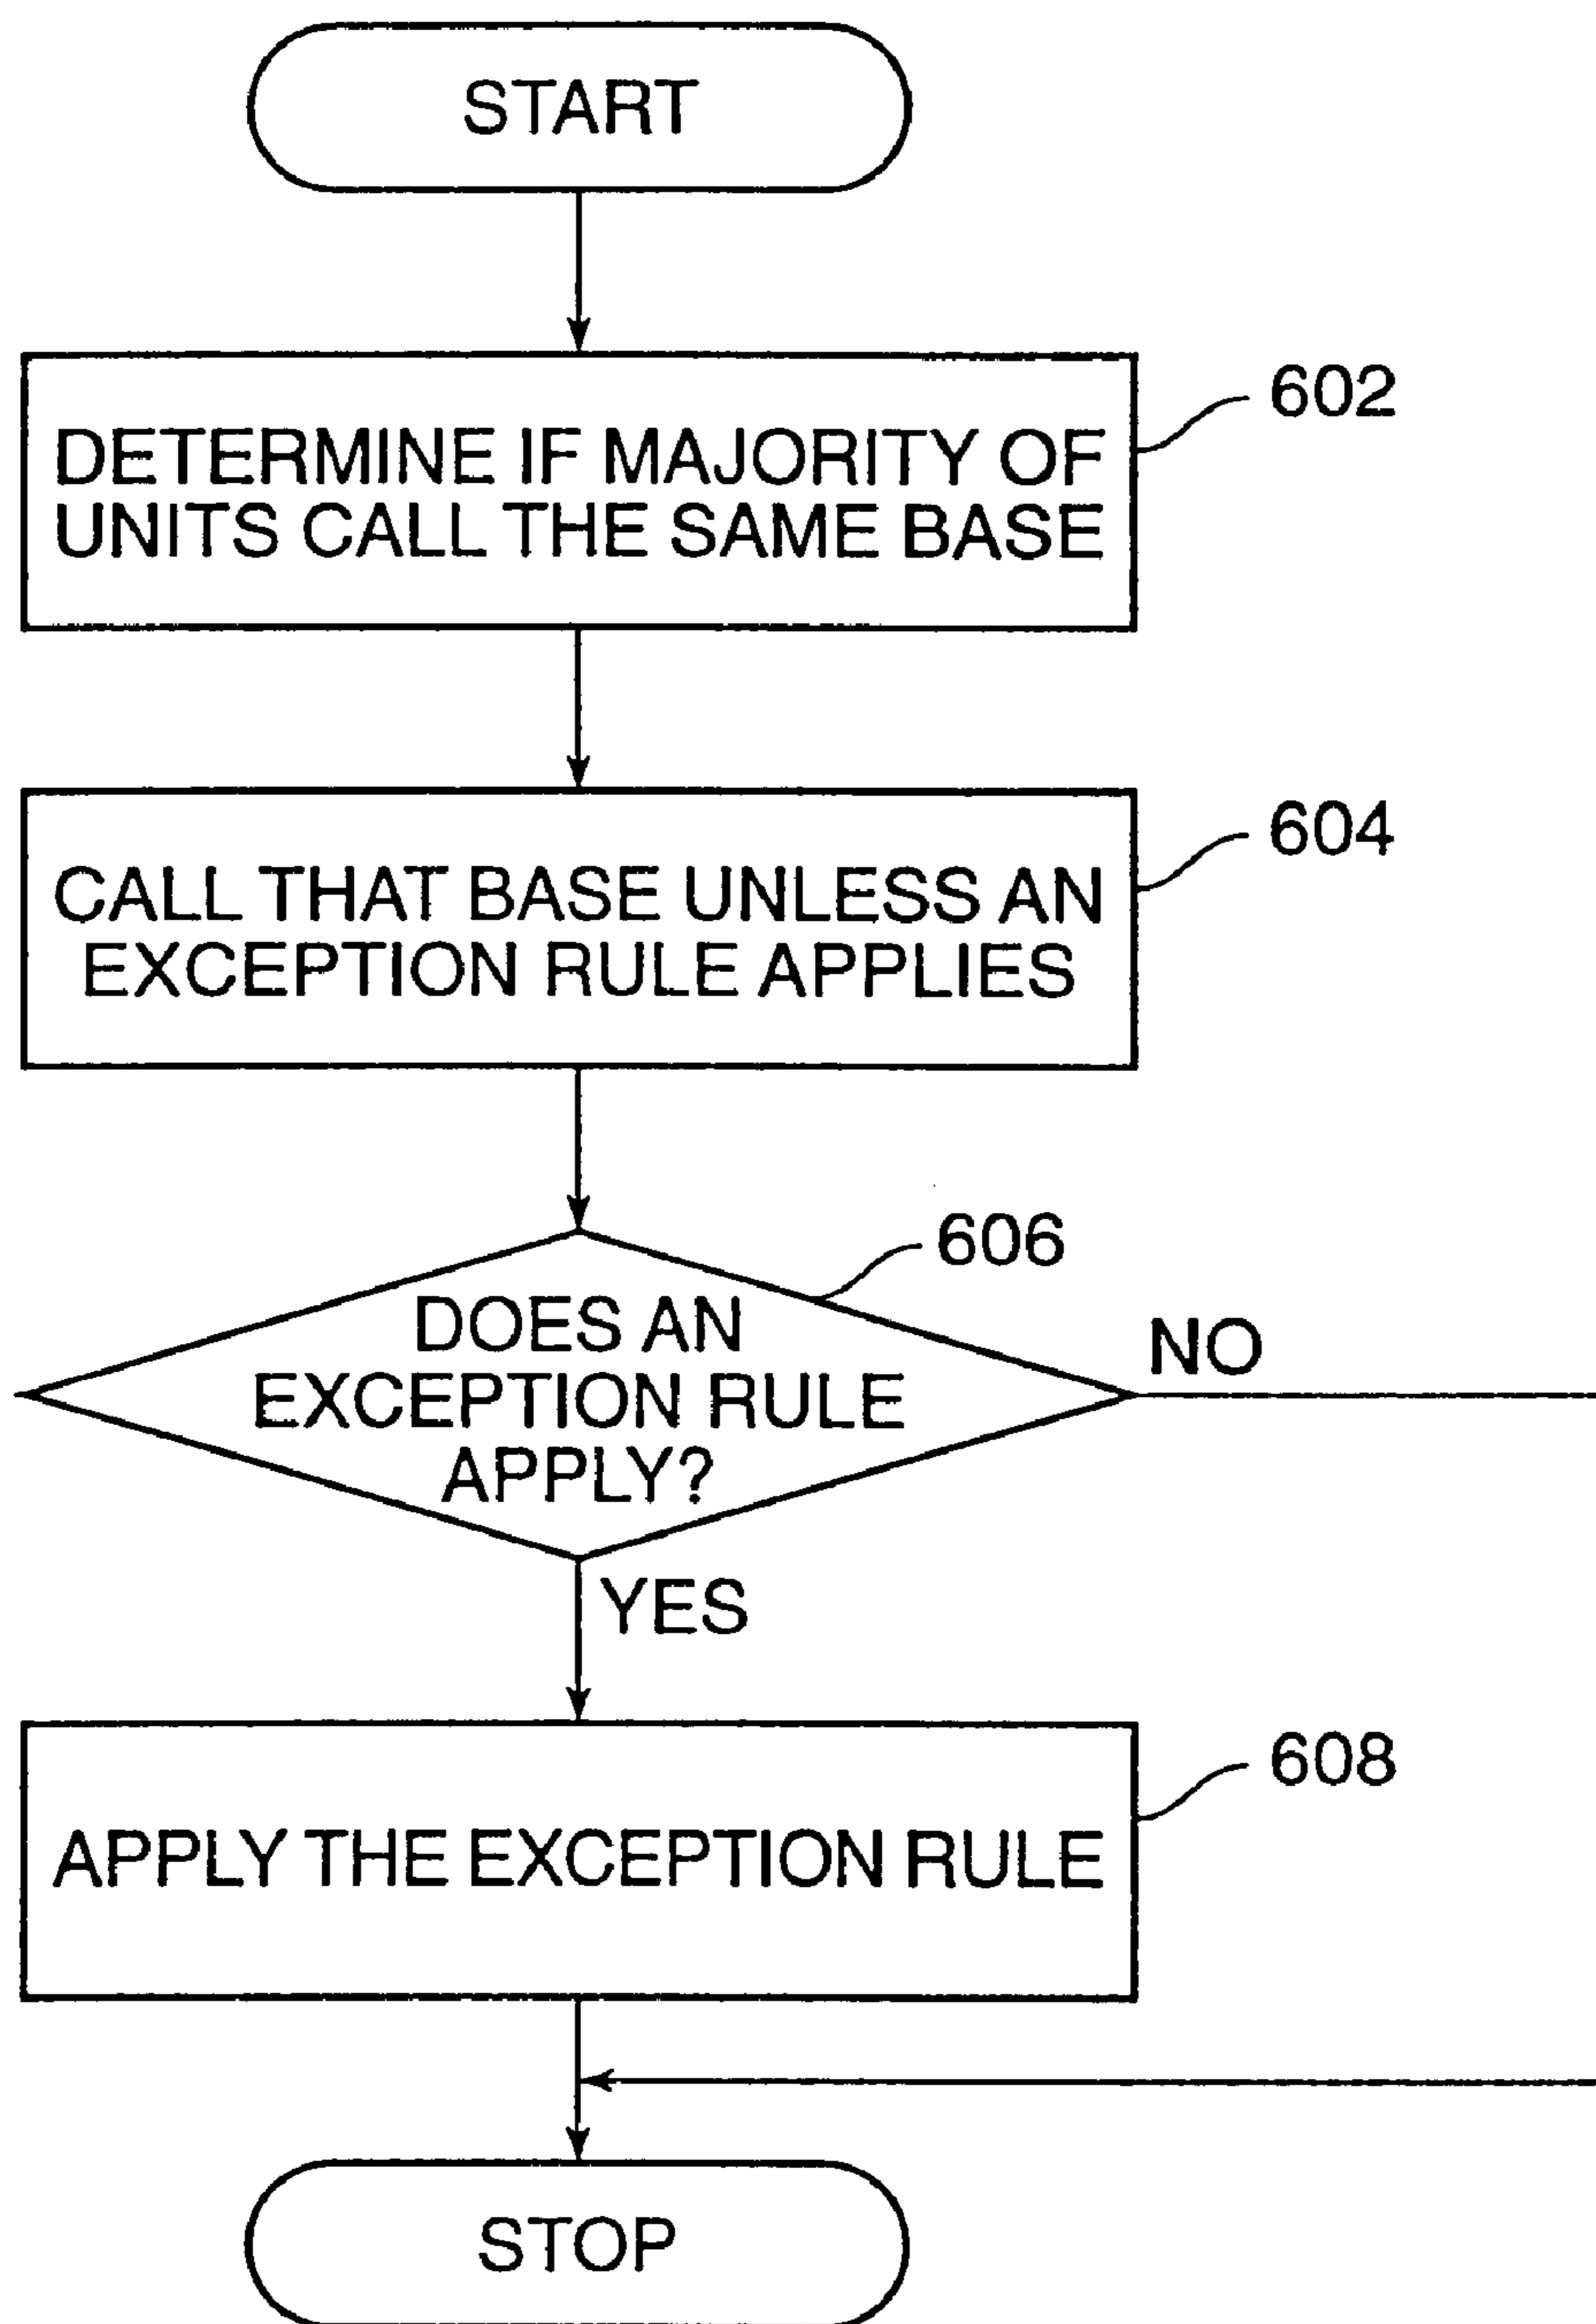 START
602
DETERMINE IF MAJORITY OF
UNITS CALL THE SAME BASE
604
CALL THAT BASE UNLESS AN
EXCEPTION RULE APPLIES
606
DOES AN
EXCEPTION RULE
APPLY?
NO
YES
608
APPLY THE EXCEPTION RULE
STOP